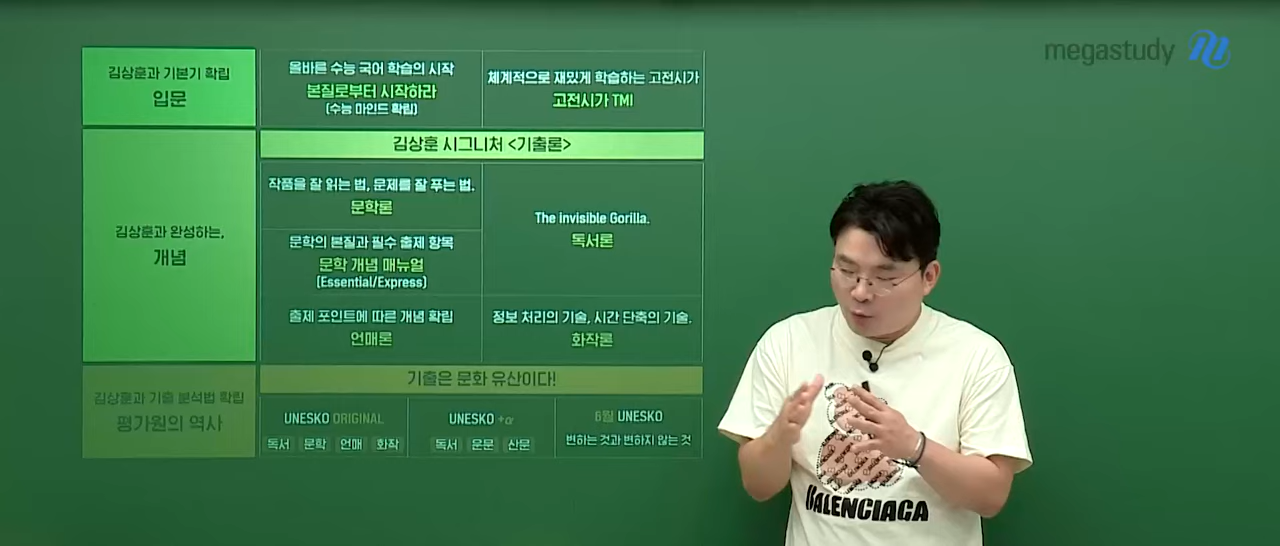 megastudy
김상훈과 기본기 확립
입문
올바른 수능 국어 학습의 시작
본질로부터 시작하라
(수능 마인드 확립)
체계적으로 재밌게 학습하는 고전시가
고전시가 TMI
김상훈과 완성하는,
개념
김상훈 시그니처 <기출론>
작품을 잘 읽는 법, 문제를 잘 푸는 법.
문학론
The Invisible Gorilla.
독서론
문학의 본질과 필수 출제 항목
문학 개념 매뉴얼
(Essential/Express)
출제 포인트에 따른 개념 확립
언매론
정보 처리의 기술, 시간 단축의 기술.
화작론
김상훈과 기출 분석법 확립
평가원의 역사
기출은 문화 유산이다!
UNESKO ORIGINAL
독서 문학 언매 화작
UNESKO +α
독서 운문 산문
6월 UNESKO
변하는 것과 변하지 않는 것
BALENCIAGA